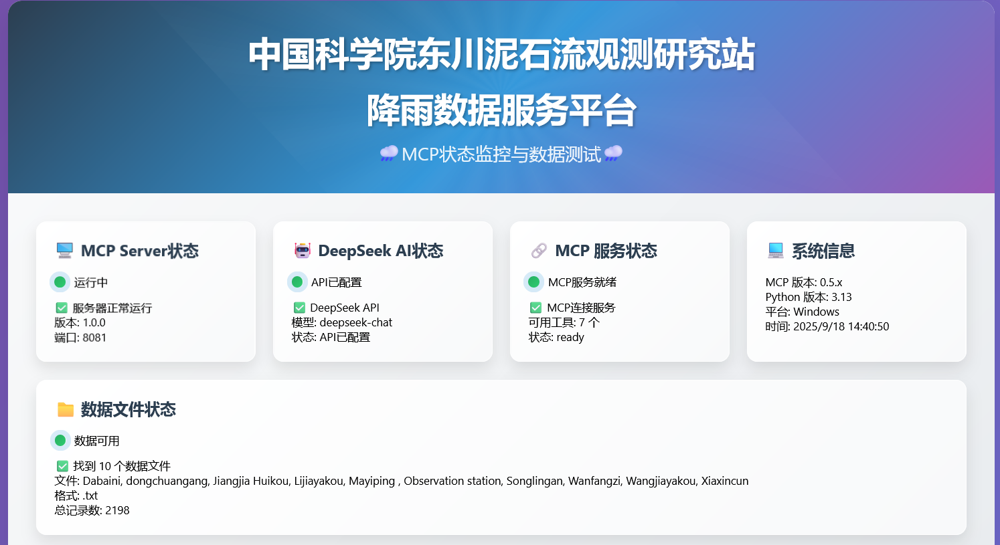 中国科学院东川泥石流观测研究站
降雨数据服务平台
MCP状态监控与数据测试
MCP Server状态
运行中
✅ 服务器正常运行
版本: 1.0.0
端口: 8081
DeepSeek AI状态
API已配置
✅ DeepSeek API
模型: deepseek-chat
状态: API已配置
MCP 服务状态
MCP服务就绪
✅ MCP连接服务
可用工具: 7 个
状态: ready
系统信息
MCP 版本: 0.5.x
Python 版本: 3.13
平台: Windows
时间: 2025/9/18 14:40:50
数据文件状态
数据可用
✅ 找到 10 个数据文件
文件: Dabaini, dongchuangang, Jiangjia Huikou, Lijiayakou, Mayiping , Observation station, Songlingan, Wanfangzi, Wangjiayakou, Xiaxincun
格式: .txt
总记录数: 2198